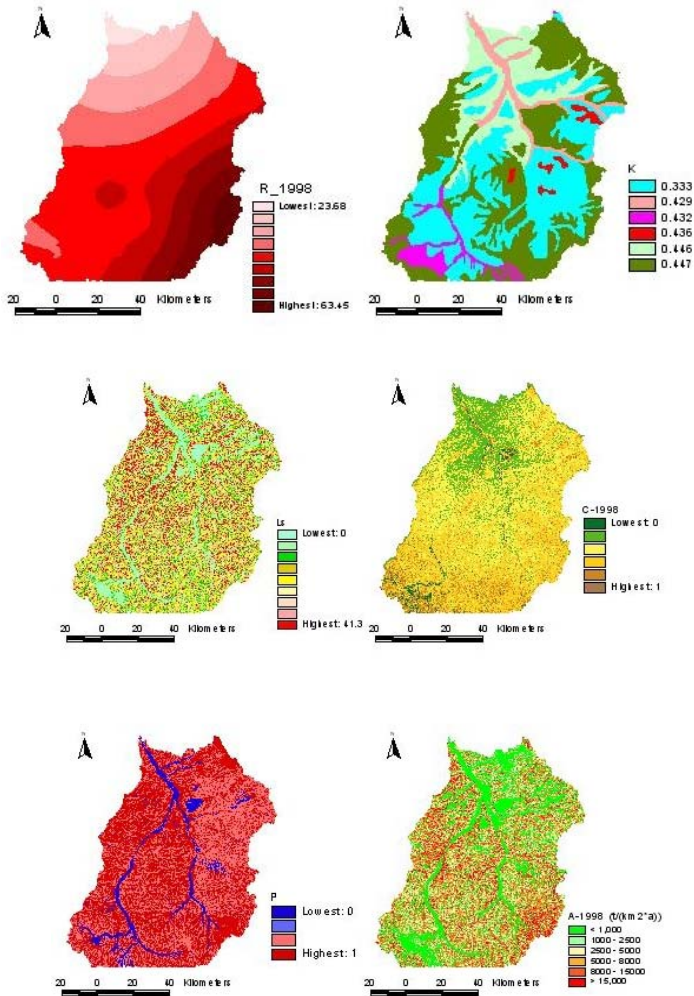 N
N
R_1998
Lowest: 23.68
Highest: 63.45
20 0 20 40 Kilometers
K
0.333
0.429
0.432
0.436
0.446
0.447
20 0 20 40 Kilometers
N
N
Ls
Lowest: 0
Highest: 41.3
20 0 20 40 Kilometers
C-1998
Lowest: 0
Highest: 1
20 0 20 40 Kilometers
N
N
P
Lowest: 0
Highest: 1
20 0 20 40 Kilometers
A-1998 (t/(km2*a))
< 1,000
1000 - 2500
2500 - 5000
5000 - 8000
8000 - 15000
> 15,000
20 0 20 40 Kilometers